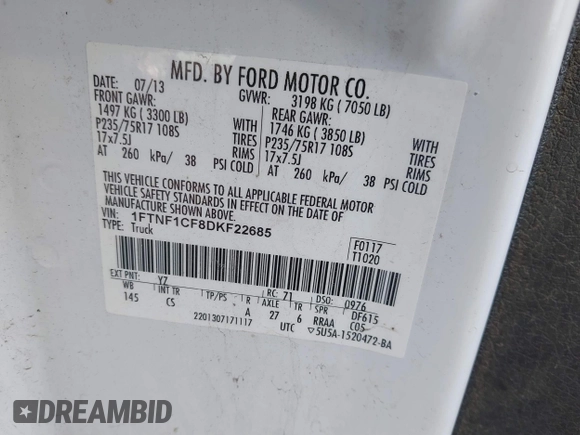 MFD. BY FORD MOTOR CO.
DATE: 07/13 GVWR: 3198 KG ( 7050 LB)
FRONT GAWR: REAR GAWR:
1497 KG ( 3300 LB) WITH 1746 KG ( 3850 LB) WITH
P235/75R17 108S TIRES P235/75R17 108S TIRES
17x7.5J RIMS 17x7.5J RIMS
AT 260 kPa/ 38 PSI COLD AT 260 kPa/ 38 PSI COLD
THIS VEHICLE CONFORMS TO ALL APPLICABLE FEDERAL MOTOR
VEHICLE SAFETY STANDARDS IN EFFECT ON THE DATE OF
MANUFACTURE SHOWN ABOVE.
VIN: 1FTNF1CF8DKF22685
TYPE: Truck
F0117
T1020
EXT PNT: YZ RC: 71 DSO: 0976
WB INT TR TP/PS R AXLE TR SPR DF615
145 CS A 27 6 RRAA COS
2201307171117 UTC ▽5U5A-1520472-BA
DREAMBID